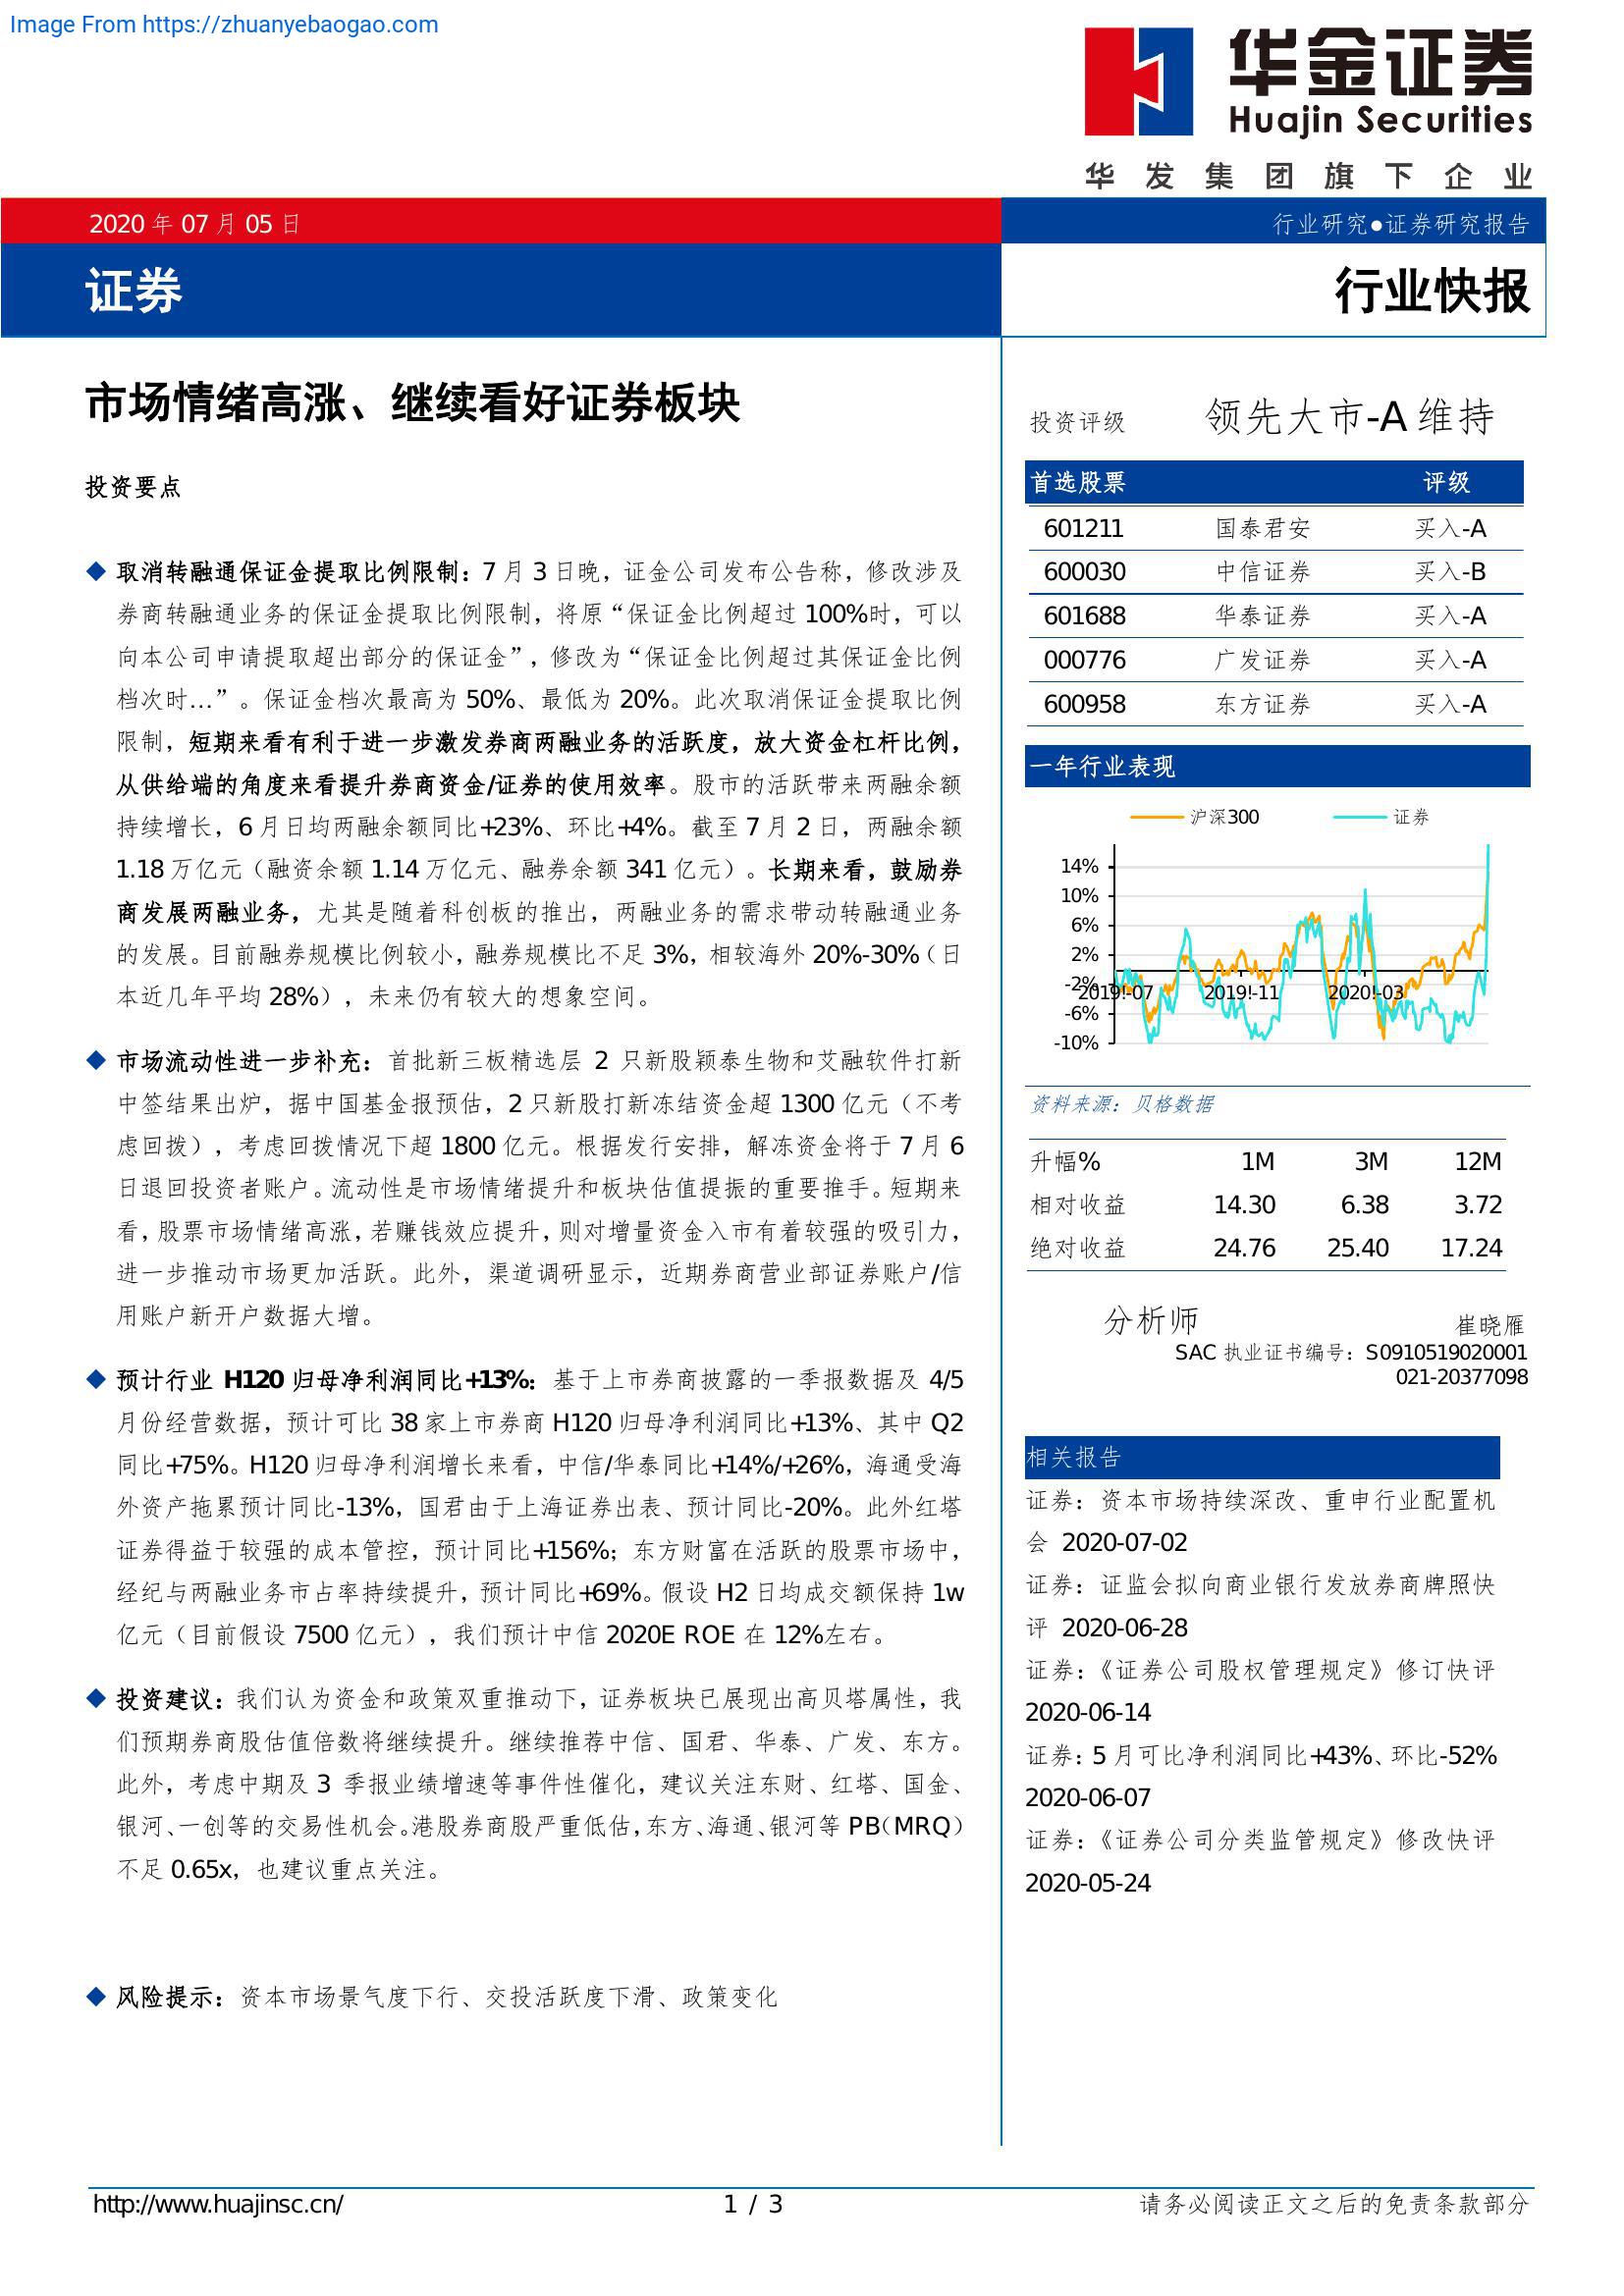 Image From https://zhuanyebaogao.com
华金证券
Huajin Securities
华发集团旗下企业
2020 年 07 月 05 日
行业研究●证券研究报告
证券
行业快报
市场情绪高涨、继续看好证券板块
投资要点
◆ 取消转融通保证金提取比例限制：7 月 3 日晚，证金公司发布公告称，修改涉及
券商转融通业务的保证金提取比例限制，将原“保证金比例超过 100%时，可以
向本公司申请提取超出部分的保证金”，修改为“保证金比例超过其保证金比例
档次时…”。保证金档次最高为 50%、最低为 20%。此次取消保证金提取比例
限制，短期来看有利于进一步激发券商两融业务的活跃度，放大资金杠杆比例，
从供给端的角度来看提升券商资金/证券的使用效率。股市的活跃带来两融余额
持续增长，6 月日均两融余额同比+23%、环比+4%。截至 7 月 2 日，两融余额
1.18 万亿元（融资余额 1.14 万亿元、融券余额 341 亿元）。长期来看，鼓励券
商发展两融业务，尤其是随着科创板的推出，两融业务的需求带动转融通业务
的发展。目前融券规模比例较小，融券规模比不足 3%，相较海外 20%-30%（日
本近几年平均 28%），未来仍有较大的想象空间。
◆ 市场流动性进一步补充：首批新三板精选层 2 只新股颖泰生物和艾融软件打新
中签结果出炉，据中国基金报预估，2 只新股打新冻结资金超 1300 亿元（不考
虑回拨），考虑回拨情况下超 1800 亿元。根据发行安排，解冻资金将于 7 月 6
日退回投资者账户。流动性是市场情绪提升和板块估值提振的重要推手。短期来
看，股票市场情绪高涨，若赚钱效应提升，则对增量资金入市有着较强的吸引力，
进一步推动市场更加活跃。此外，渠道调研显示，近期券商营业部证券账户/信
用账户新开户数据大增。
◆ 预计行业 H120 归母净利润同比+13%：基于上市券商披露的一季报数据及 4/5
月份经营数据，预计可比 38 家上市券商 H120 归母净利润同比+13%、其中 Q2
同比+75%。H120 归母净利润增长来看，中信/华泰同比+14%/+26%，海通受海
外资产拖累预计同比-13%，国君由于上海证券出表、预计同比-20%。此外红塔
证券得益于较强的成本管控，预计同比+156%；东方财富在活跃的股票市场中，
经纪与两融业务市占率持续提升，预计同比+69%。假设 H2 日均成交额保持 1w
亿元（目前假设 7500 亿元），我们预计中信 2020E ROE 在 12%左右。
◆ 投资建议：我们认为资金和政策双重推动下，证券板块已展现出高贝塔属性，我
们预期券商股估值倍数将继续提升。继续推荐中信、国君、华泰、广发、东方。
此外，考虑中期及 3 季报业绩增速等事件性催化，建议关注东财、红塔、国金、
银河、一创等的交易性机会。港股券商股严重低估，东方、海通、银河等 PB（MRQ）
不足 0.65x，也建议重点关注。
◆ 风险提示：资本市场景气度下行、交投活跃度下滑、政策变化
投资评级 领先大市-A 维持
首选股票 评级
601211 国泰君安 买入-A
600030 中信证券 买入-B
601688 华泰证券 买入-A
000776 广发证券 买入-A
600958 东方证券 买入-A
一年行业表现
沪深300 证券
14%
10%
6%
2%
-2%
2019!-07 2019!-11 2020!-03
-6%
-10%
资料来源：贝格数据
升幅% 1M 3M 12M
相对收益 14.30 6.38 3.72
绝对收益 24.76 25.40 17.24
分析师 崔晓雁
SAC 执业证书编号：S0910519020001
021-20377098
相关报告
证券：资本市场持续深改、重申行业配置机
会 2020-07-02
证券：证监会拟向商业银行发放券商牌照快
评 2020-06-28
证券：《证券公司股权管理规定》修订快评
2020-06-14
证券：5 月可比净利润同比+43%、环比-52%
2020-06-07
证券：《证券公司分类监管规定》修改快评
2020-05-24
http://www.huajinsc.cn/ 1 / 3 请务必阅读正文之后的免责条款部分